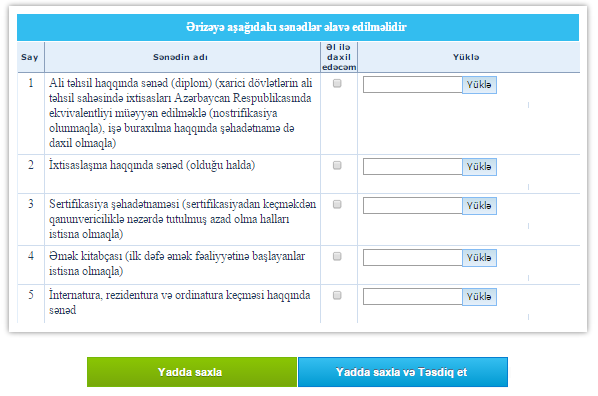 Ərizəyə aşağıdakı sənədlər əlavə edilməlidir
Say
Sənədin adı
Əl ilə
daxil
edəcəm
Yüklə
1
Ali təhsil haqqında sənəd (diplom) (xarici dövlətlərin ali
təhsil sahəsində ixtisasları Azərbaycan Respublikasında
ekvivalentliyi müəyyən edilməklə (nostrifikasiya
olunmaqla), işə buraxılma haqqında şəhadətnamə də
daxil olmaqla)
Yüklə
2
İxtisaslaşma haqqında sənəd (olduğu halda)
Yüklə
3
Sertifikasiya şəhadətnaməsi (sertifikasiyadan keçməkdən
qanunvericiliklə nəzərdə tutulmuş azad olma halları
istisna olmaqla)
Yüklə
4
Əmək kitabçası (ilk dəfə əmək fəaliyyətinə başlayanlar
istisna olmaqla)
Yüklə
5
İnternatura, rezidentura və ordinatura keçməsi haqqında
sənəd
Yüklə
Yadda saxla
Yadda saxla və Təsdiq et